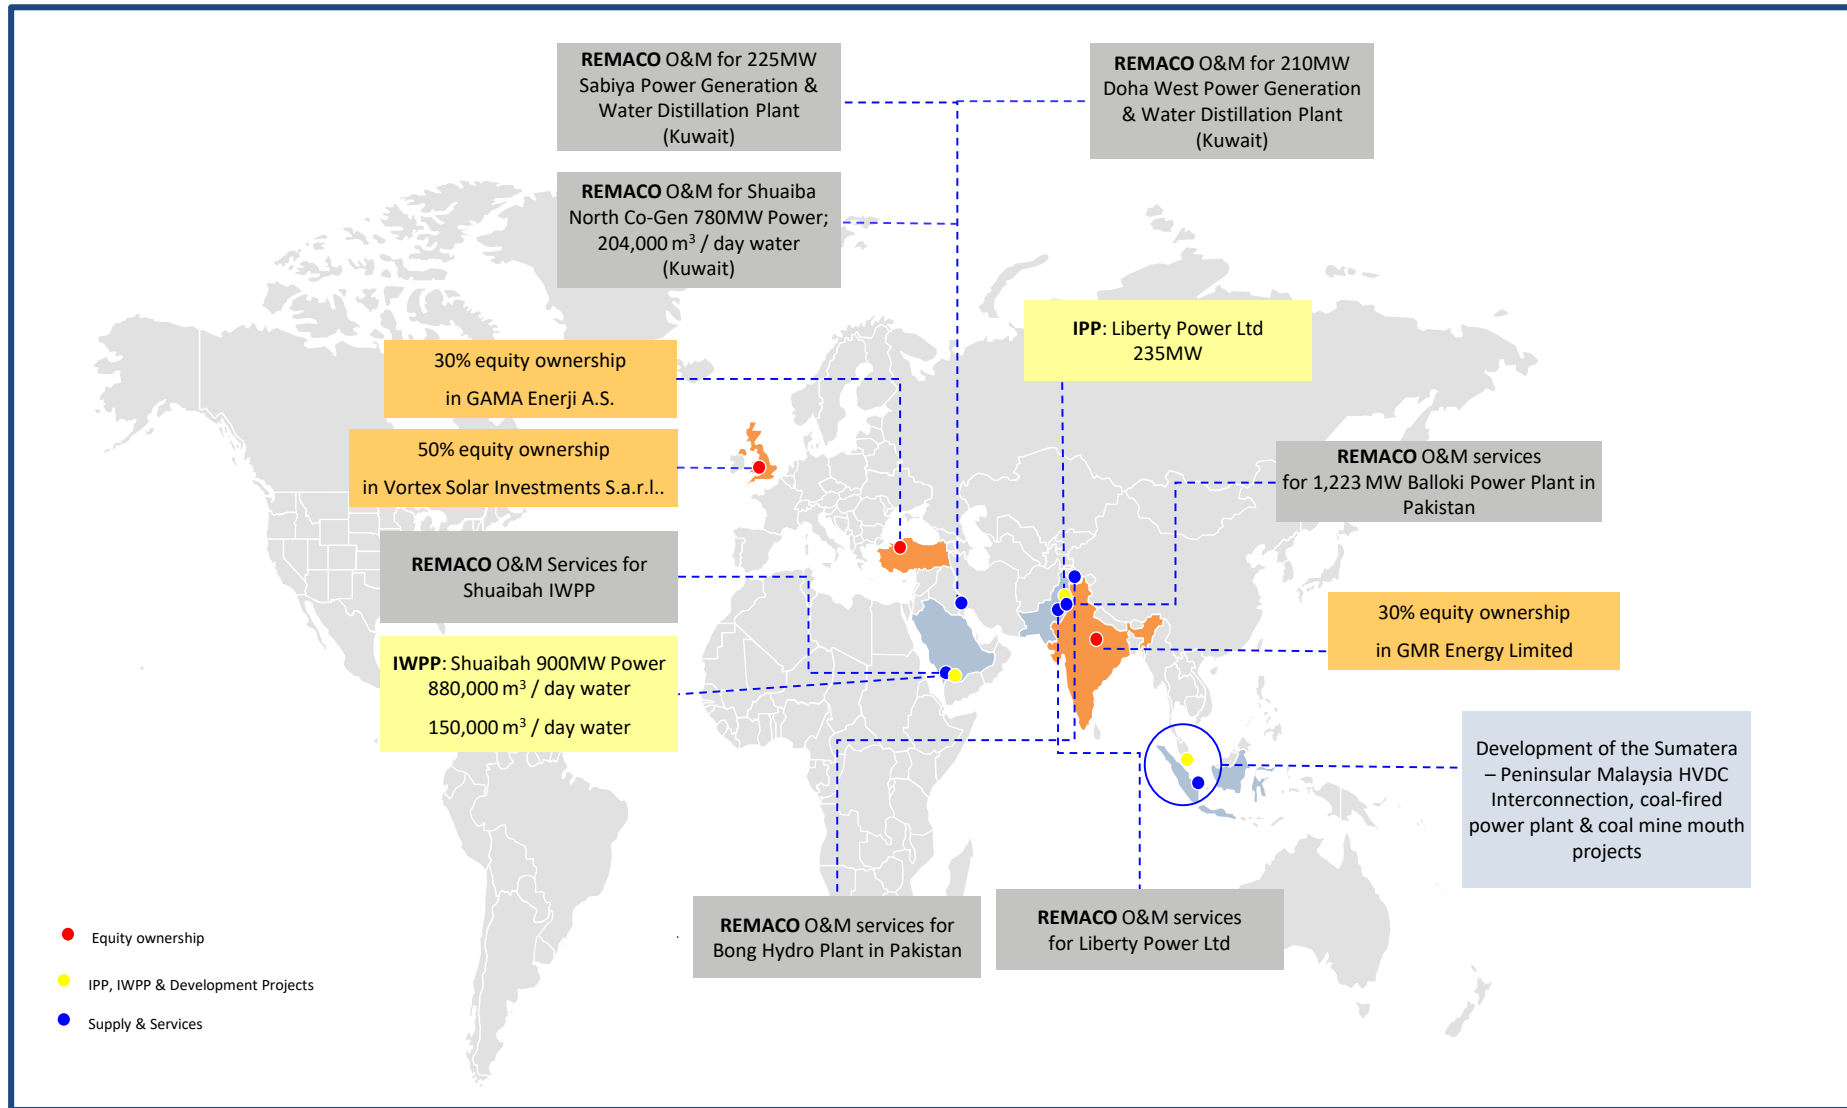 REMACO O&M for 225MW
Sabiya Power Generation &
Water Distillation Plant
(Kuwait)
REMACO O&M for 210MW
Doha West Power Generation
& Water Distillation Plant
(Kuwait)
REMACO O&M for Shuaiba
North Co-Gen 780MW Power;
204,000 m³ / day water
(Kuwait)
IPP: Liberty Power Ltd
235MW
30% equity ownership
in GAMA Enerji A.S.
50% equity ownership
in Vortex Solar Investments S.a.r.l..
REMACO O&M services
for 1,223 MW Balloki Power Plant in
Pakistan
REMACO O&M Services for
Shuaibah IWPP
30% equity ownership
in GMR Energy Limited
IWPP: Shuaibah 900MW Power
880,000 m³ / day water
150,000 m³ / day water
Development of the Sumatera
– Peninsular Malaysia HVDC
Interconnection, coal-fired
power plant & coal mine mouth
projects
REMACO O&M services for
Bong Hydro Plant in Pakistan
REMACO O&M services
for Liberty Power Ltd
Equity ownership
IPP, IWPP & Development Projects
Supply & Services